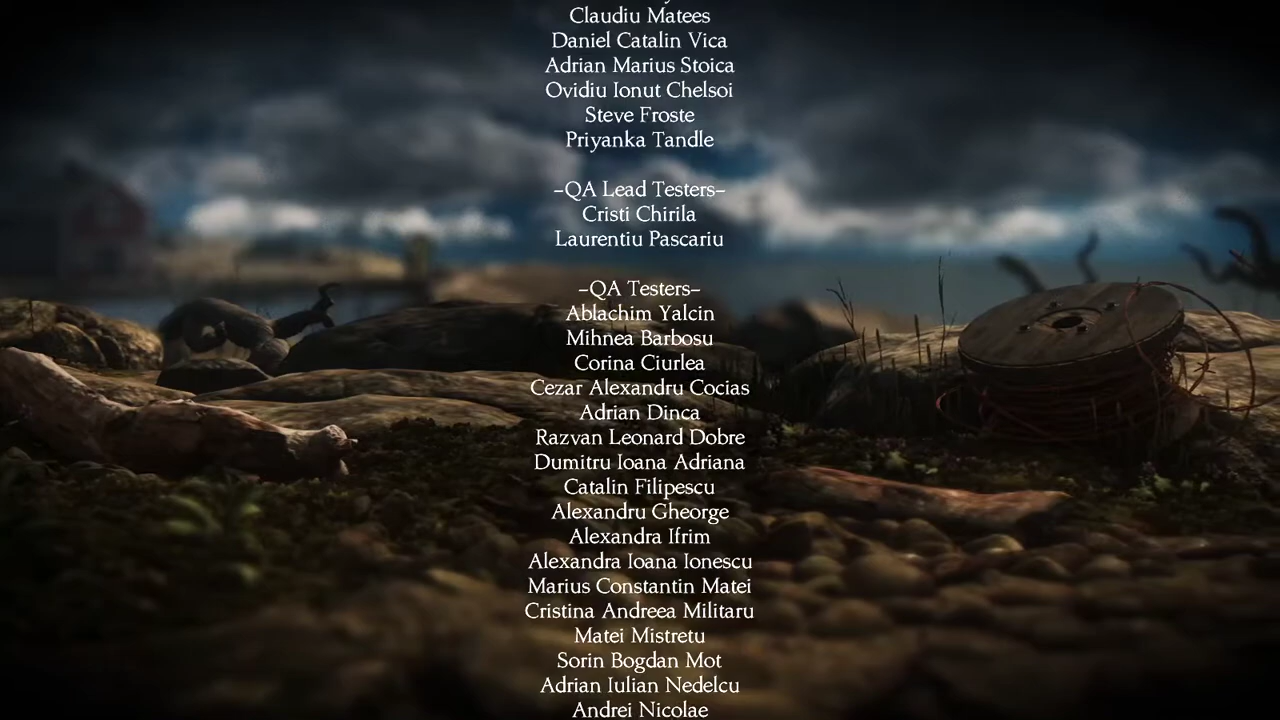 Claudiu Matees
Daniel Catalin Vica
Adrian Marius Stoica
Ovidiu Ionut Chelsoi
Steve Froste
Priyanka Tandle
-QA Lead Testers-
Cristi Chirila
Laurentiu Pascariu
-QA Testers-
Ablachim Yalcin
Mihnea Barbosu
Corina Ciurlea
Cezar Alexandru Cocias
Adrian Dinca
Razvan Leonard Dobre
Dumitru Ioana Adriana
Catalin Filipescu
Alexandru Gheorge
Alexandra Ifrim
Alexandra Ioana Ionescu
Marius Constantin Matei
Cristina Andreea Militaru
Matei Mistretu
Sorin Bogdan Mot
Adrian Iulian Nedelcu
Andrei Nicolae